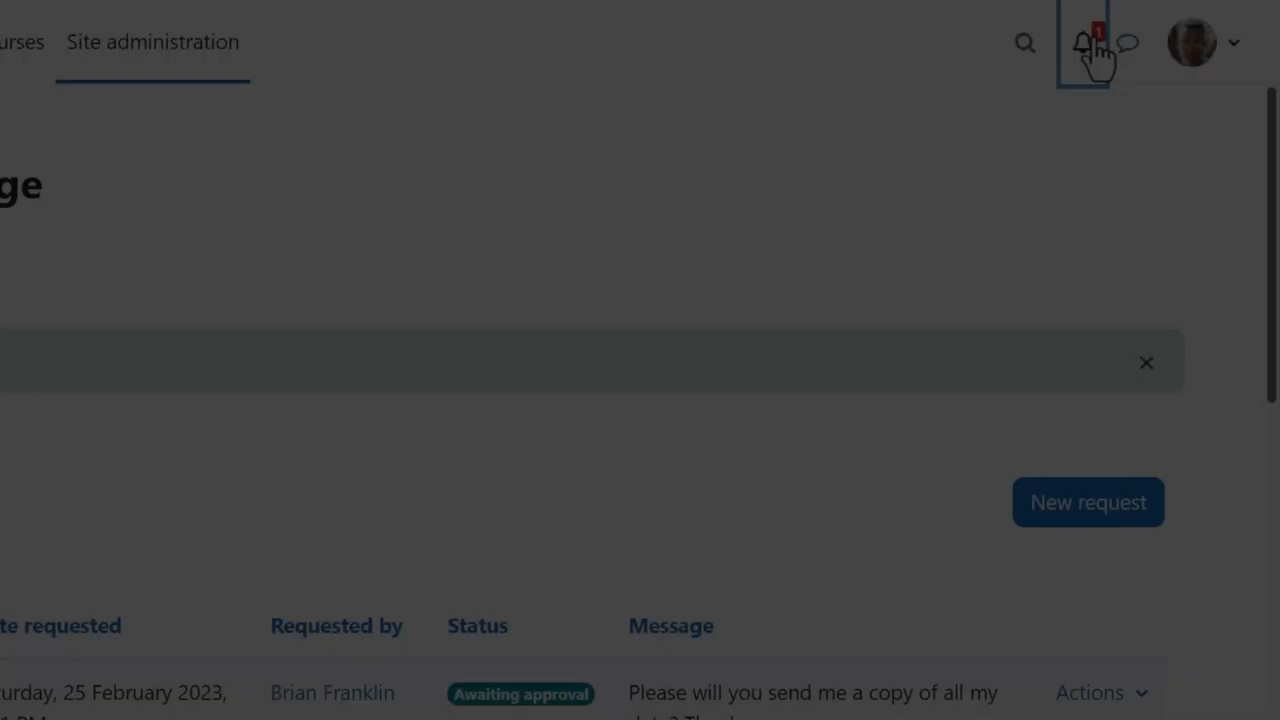 urses Site administration
1
ge
New request
te requested Requested by Status Message
urday, 25 February 2023, Brian Franklin Awaiting approval Please will you send me a copy of all my Actions